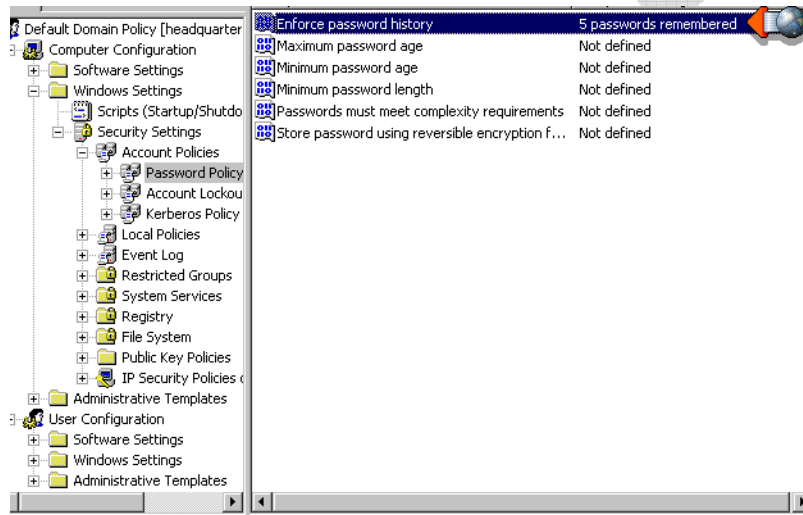 Default Domain Policy [headquarter
Computer Configuration
Software Settings
Windows Settings
Scripts (Startup/Shutdo
Security Settings
Account Policies
Password Policy
Account Lockou
Kerberos Policy
Local Policies
Event Log
Restricted Groups
System Services
Registry
File System
Public Key Policies
IP Security Policies
Administrative Templates
User Configuration
Software Settings
Windows Settings
Administrative Templates
Enforce password history 5 passwords remembered
Maximum password age Not defined
Minimum password age Not defined
Minimum password length Not defined
Passwords must meet complexity requirements Not defined
Store password using reversible encryption f... Not defined